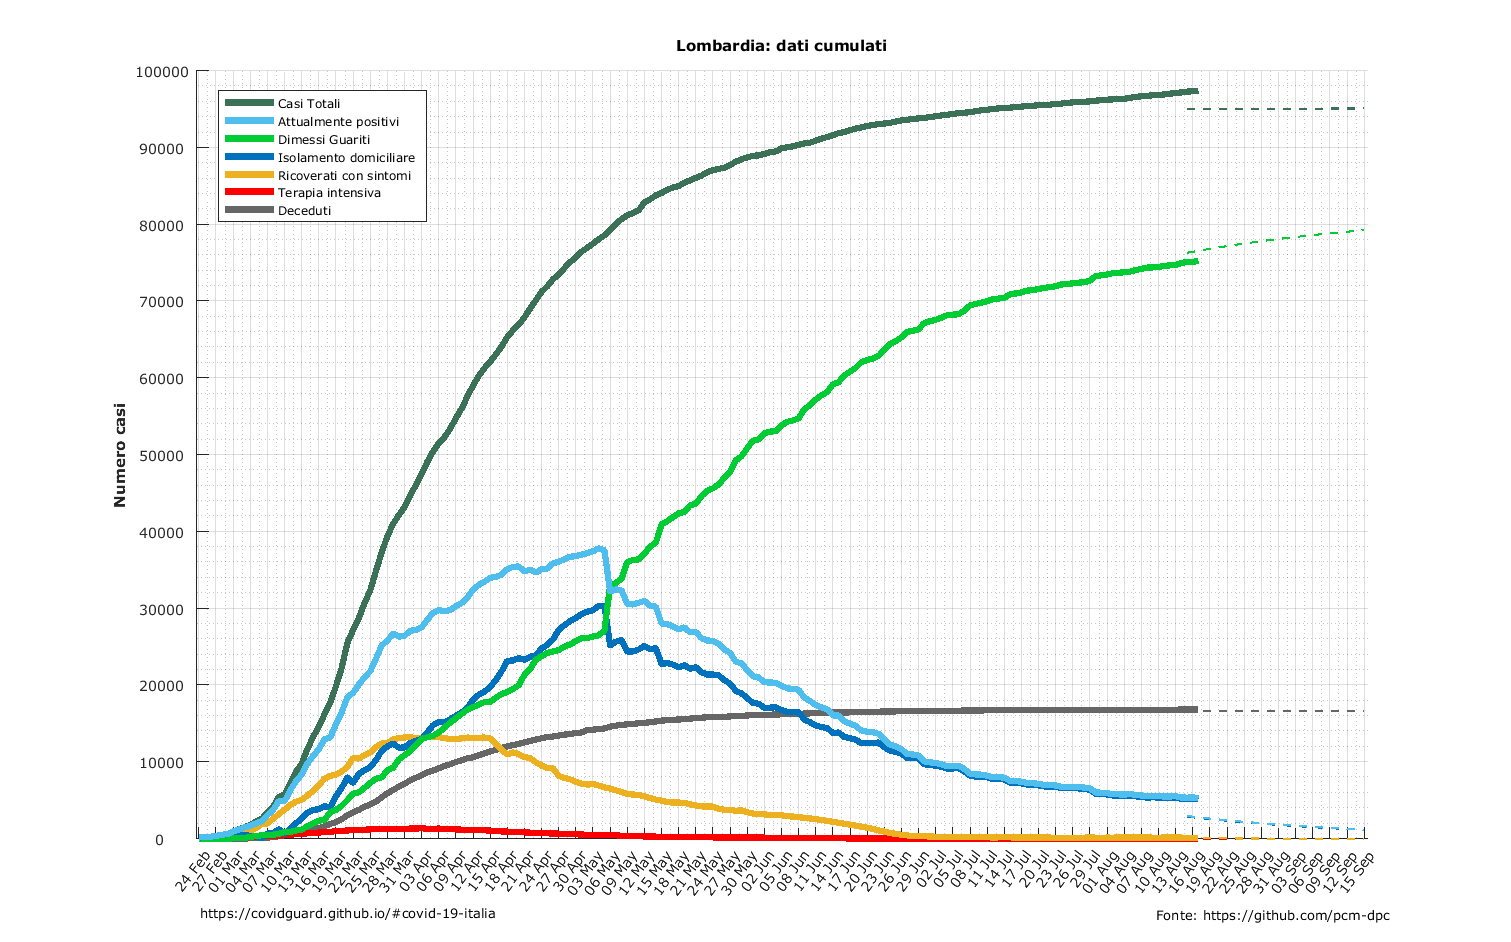 Lombardia: dati cumulati
100000
90000
80000
70000
60000
50000
40000
30000
20000
10000
0
Numero casi
Casi Totali
Attualmente positivi
Dimessi Guariti
Isolamento domiciliare
Ricoverati con sintomi
Terapia intensiva
Deceduti
24 Feb
27 Feb
01 Mar
04 Mar
07 Mar
10 Mar
13 Mar
16 Mar
19 Mar
22 Mar
25 Mar
28 Mar
31 Mar
03 Apr
06 Apr
09 Apr
12 Apr
15 Apr
18 Apr
21 Apr
24 Apr
27 Apr
30 Apr
03 May
06 May
09 May
12 May
15 May
18 May
21 May
24 May
27 May
30 May
02 Jun
05 Jun
08 Jun
11 Jun
14 Jun
17 Jun
20 Jun
23 Jun
26 Jun
29 Jun
02 Jul
05 Jul
08 Jul
11 Jul
14 Jul
17 Jul
20 Jul
23 Jul
26 Jul
29 Jul
01 Aug
04 Aug
07 Aug
10 Aug
13 Aug
16 Aug
19 Aug
22 Aug
25 Aug
28 Aug
31 Aug
03 Sep
06 Sep
09 Sep
12 Sep
15 Sep
https://covidguard.github.io/#covid-19-italia
Fonte: https://github.com/pcm-dpc